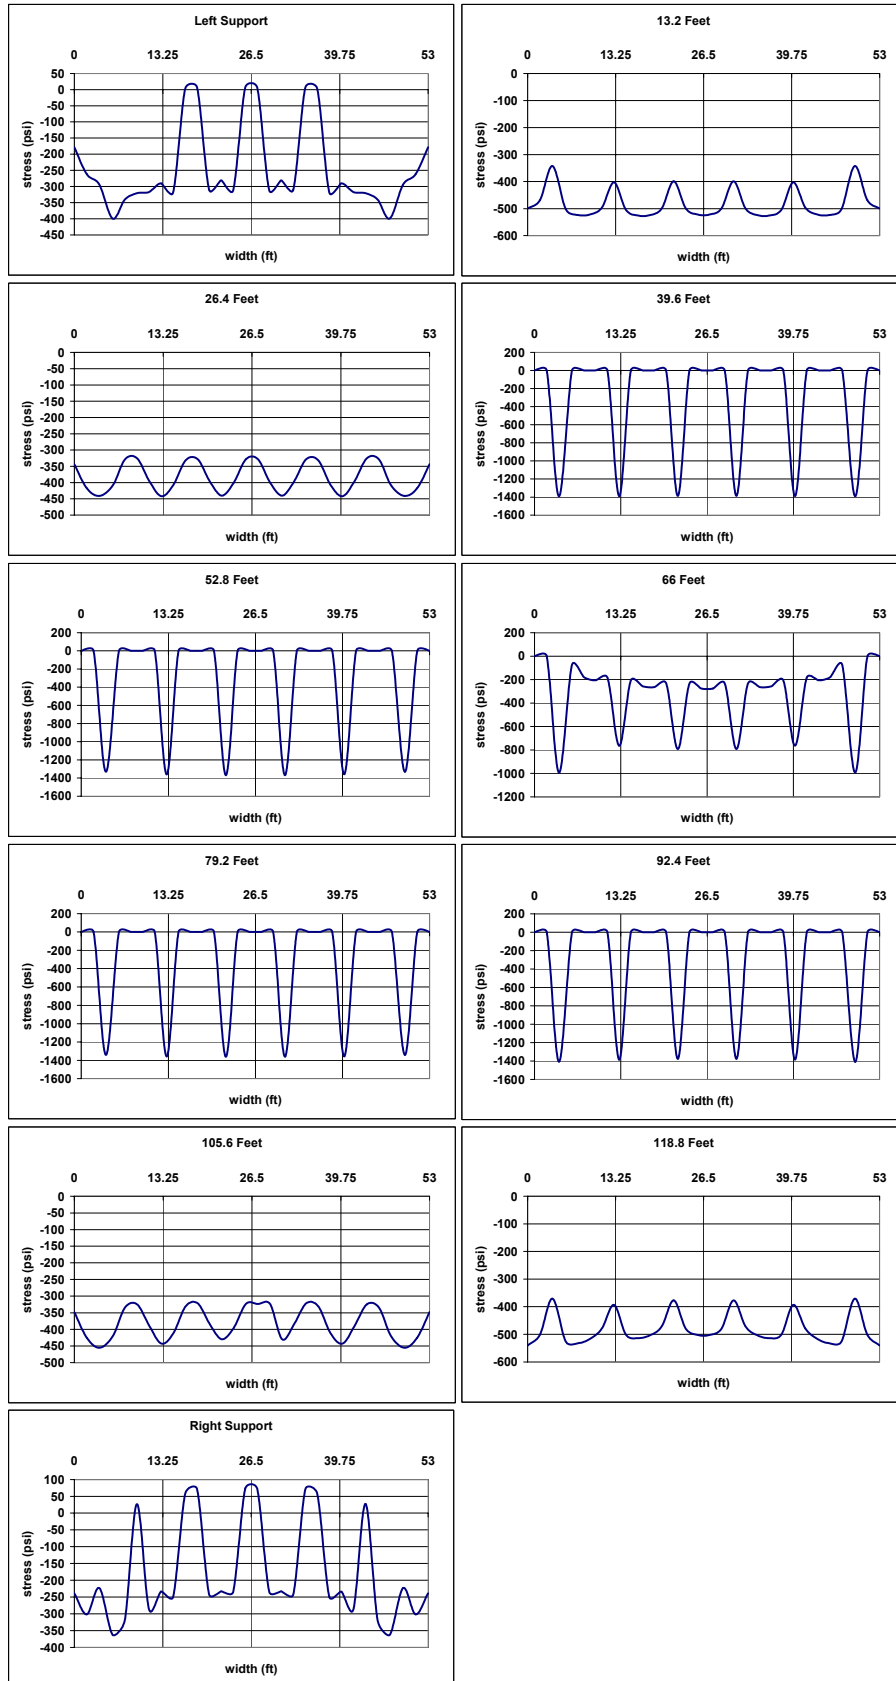 Left Support
0 13.25 26.5 39.75 53
50
0
-50
-100
-150
-200
-250
-300
-350
-400
-450
stress (psi)
width (ft)
13.2 Feet
0 13.25 26.5 39.75 53
0
-100
-200
-300
-400
-500
-600
stress (psi)
width (ft)
26.4 Feet
0 13.25 26.5 39.75 53
0
-50
-100
-150
-200
-250
-300
-350
-400
-450
-500
stress (psi)
width (ft)
39.6 Feet
0 13.25 26.5 39.75 53
200
0
-200
-400
-600
-800
-1000
-1200
-1400
-1600
stress (psi)
width (ft)
52.8 Feet
0 13.25 26.5 39.75 53
200
0
-200
-400
-600
-800
-1000
-1200
-1400
-1600
stress (psi)
width (ft)
66 Feet
0 13.25 26.5 39.75 53
200
0
-200
-400
-600
-800
-1000
-1200
stress (psi)
width (ft)
79.2 Feet
0 13.25 26.5 39.75 53
200
0
-200
-400
-600
-800
-1000
-1200
-1400
-1600
stress (psi)
width (ft)
92.4 Feet
0 13.25 26.5 39.75 53
200
0
-200
-400
-600
-800
-1000
-1200
-1400
-1600
stress (psi)
width (ft)
105.6 Feet
0 13.25 26.5 39.75 53
0
-50
-100
-150
-200
-250
-300
-350
-400
-450
-500
stress (psi)
width (ft)
118.8 Feet
0 13.25 26.5 39.75 53
0
-100
-200
-300
-400
-500
-600
stress (psi)
width (ft)
Right Support
0 13.25 26.5 39.75 53
100
50
0
-50
-100
-150
-200
-250
-300
-350
-400
stress (psi)
width (ft)